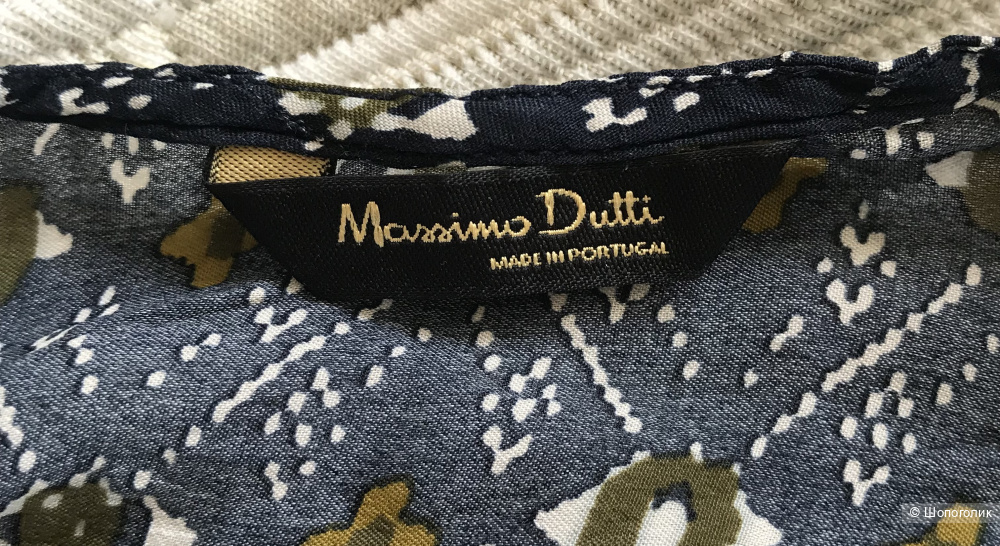 Massimo Dutti
MADE IN PORTUGAL
© Шопоголик